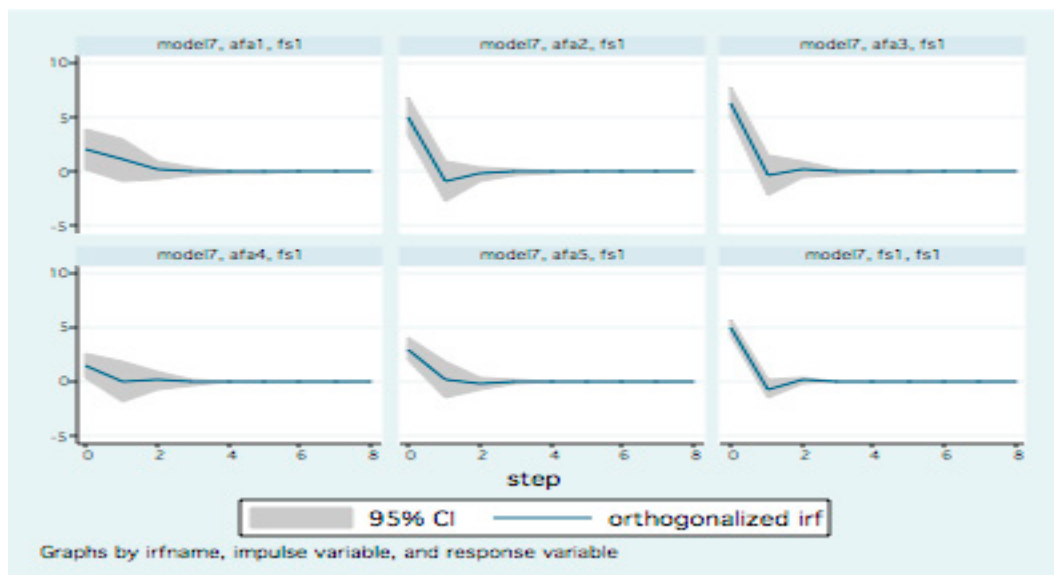 model7, afa1, fs1
model7, afa2, fs1
model7, afa3, fs1
10
5
0
-5
model7, afa4, fs1
model7, afa5, fs1
model7, fs1, fs1
10
5
0
-5
0 2 4 6 8
0 2 4 6 8
0 2 4 6 8
step
95% CI
orthogonalized irf
Graphs by irfname, impulse variable, and response variable